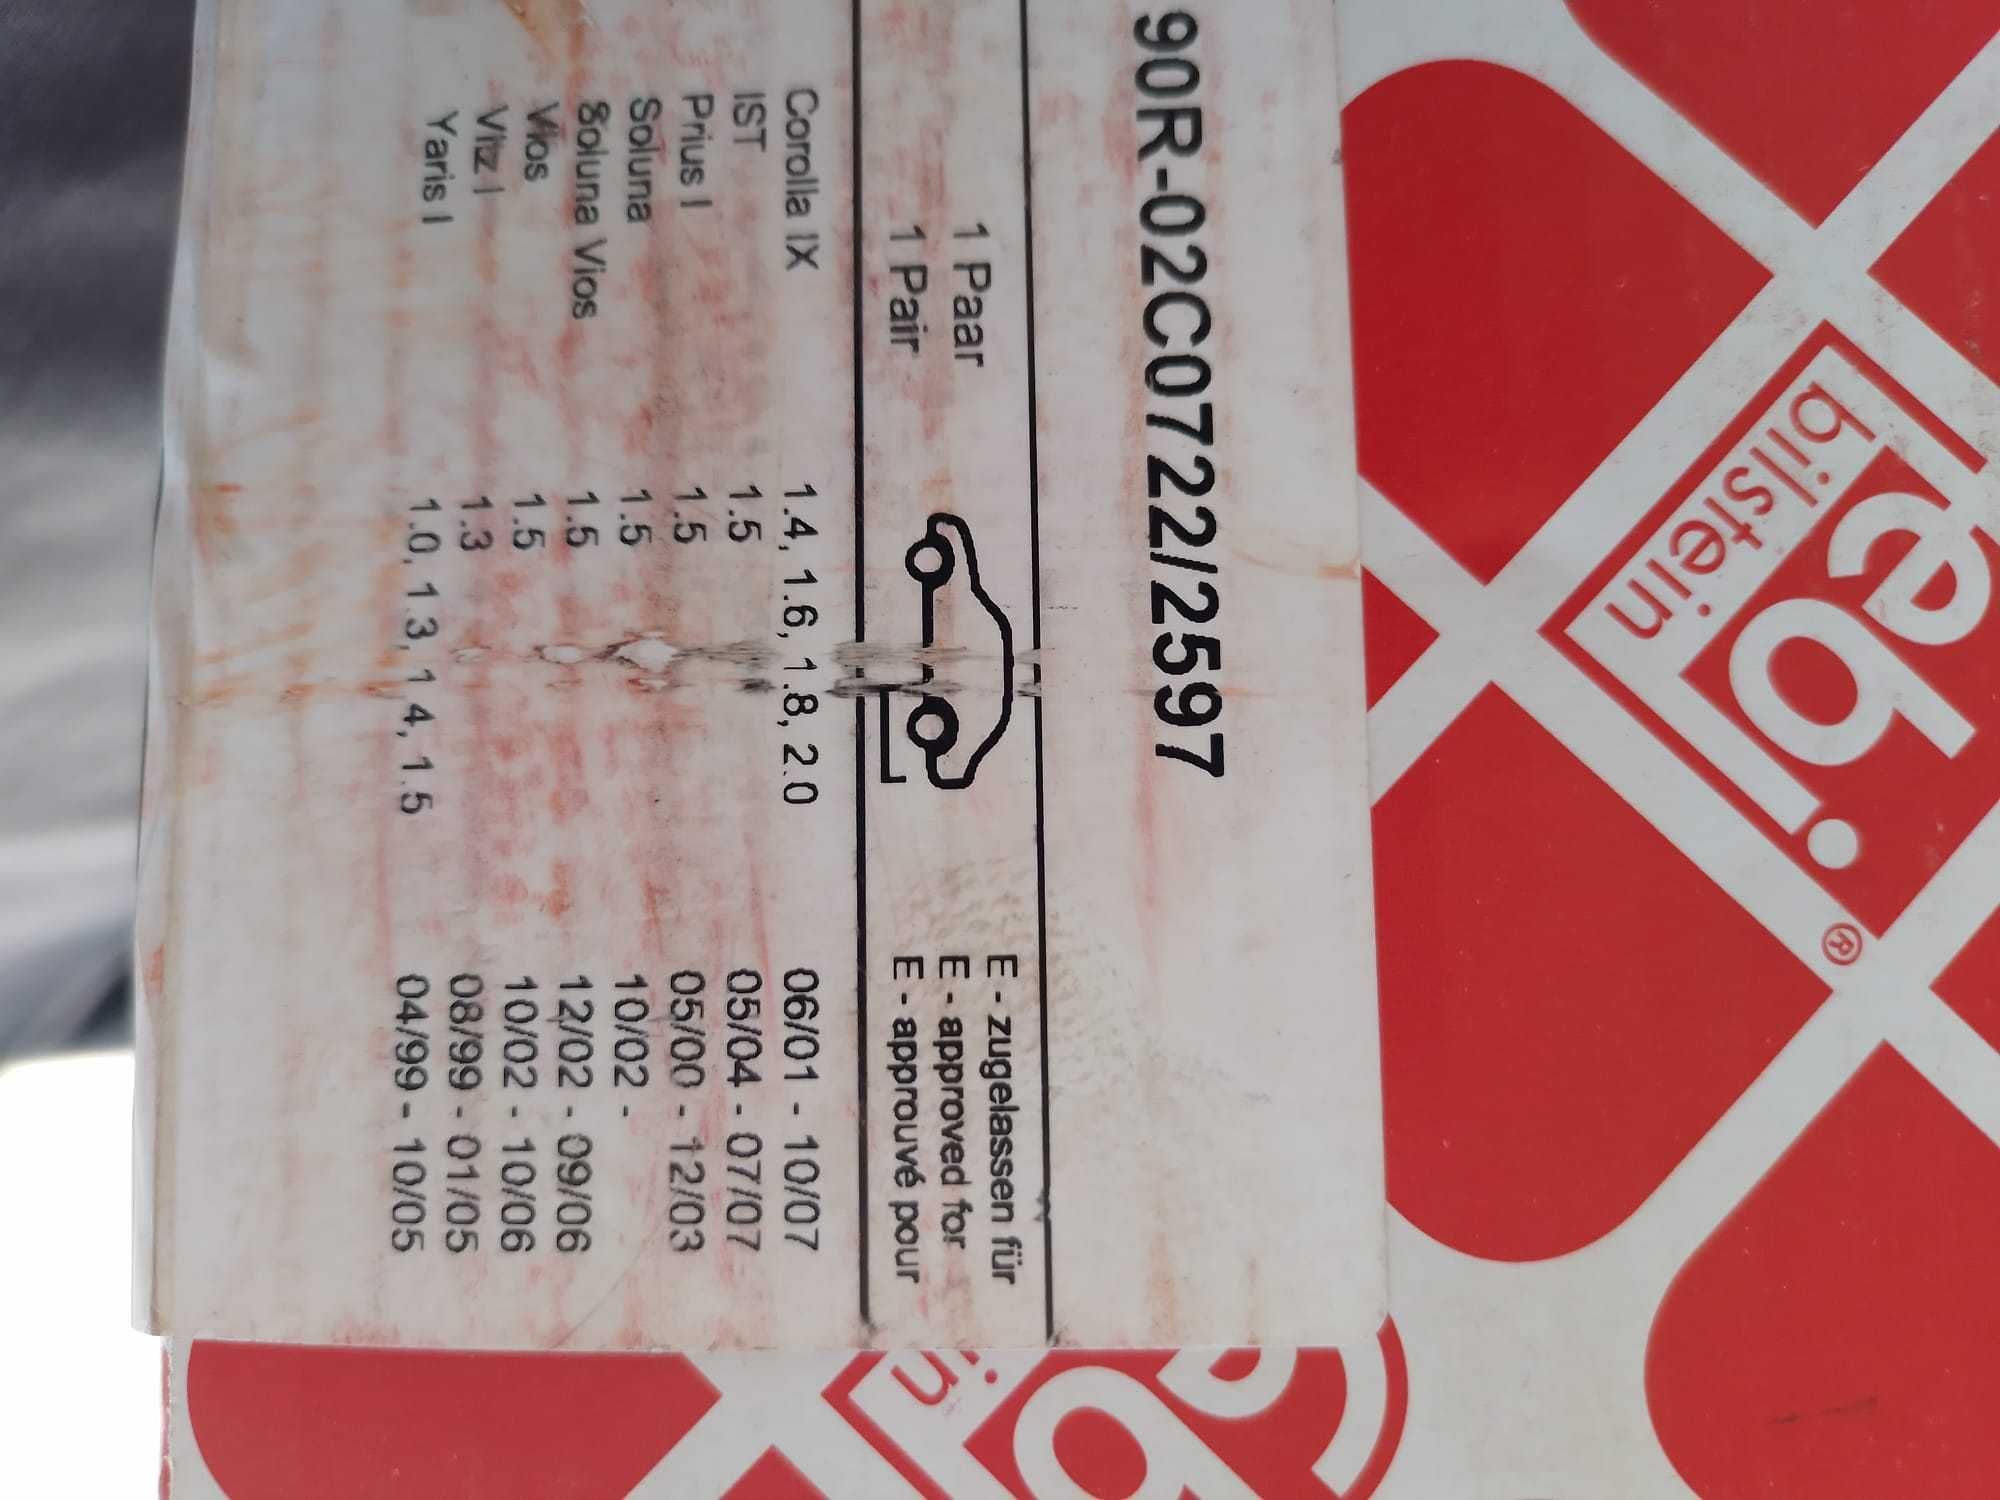 febi®
bilstein
90R-02C0722/2597
1 Paar
1 Pair
E - zugelassen für
E - approved for
E - approuvé pour
Corolla IX 1.4, 1.6, 1.8, 2.0 06/01 - 10/07
IST 1.5 05/04 - 07/07
Prius I 1.5 05/00 - 12/03
Soluna 1.5 10/02 -
Soluna Vios 1.5 12/02 - 09/06
Vios 1.5 10/02 - 10/06
Vitz I 1.3 08/99 - 01/05
Yaris I 1.0, 1.3, 1.4, 1.5 04/99 - 10/05